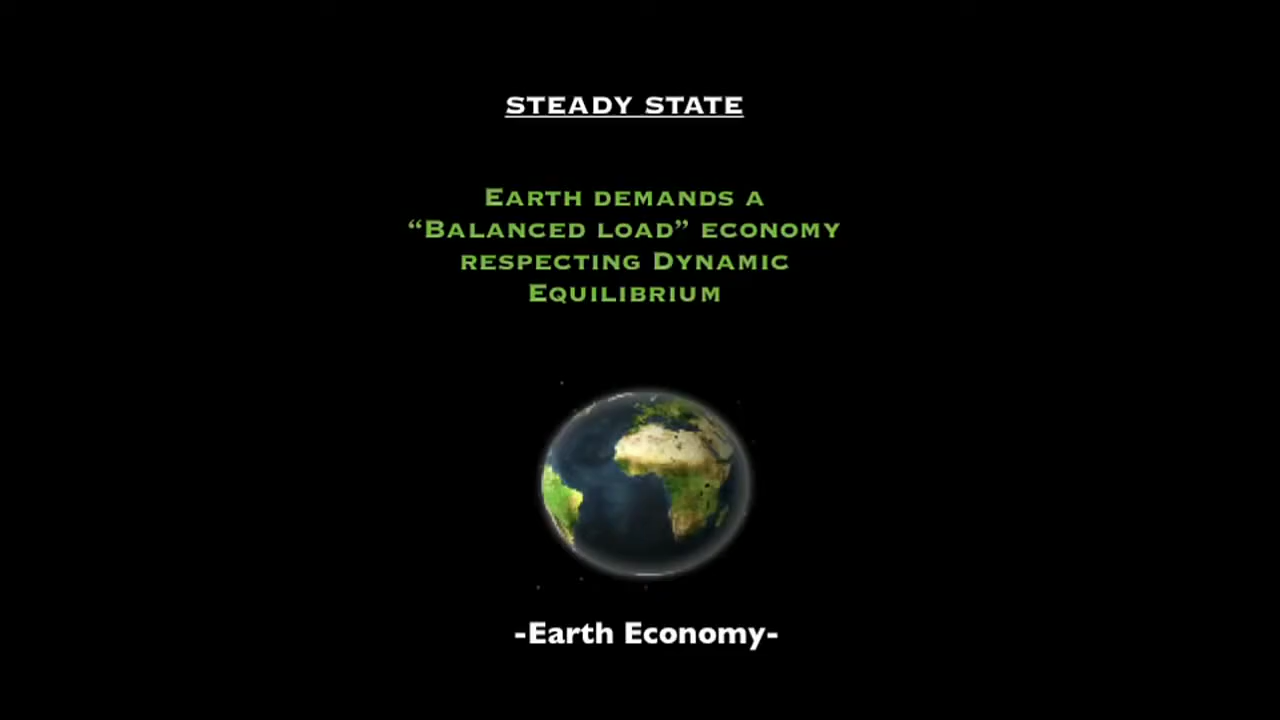 STEADY STATE
EARTH DEMANDS A
“BALANCED LOAD” ECONOMY
RESPECTING DYNAMIC
EQUILIBRIUM
-Earth Economy-